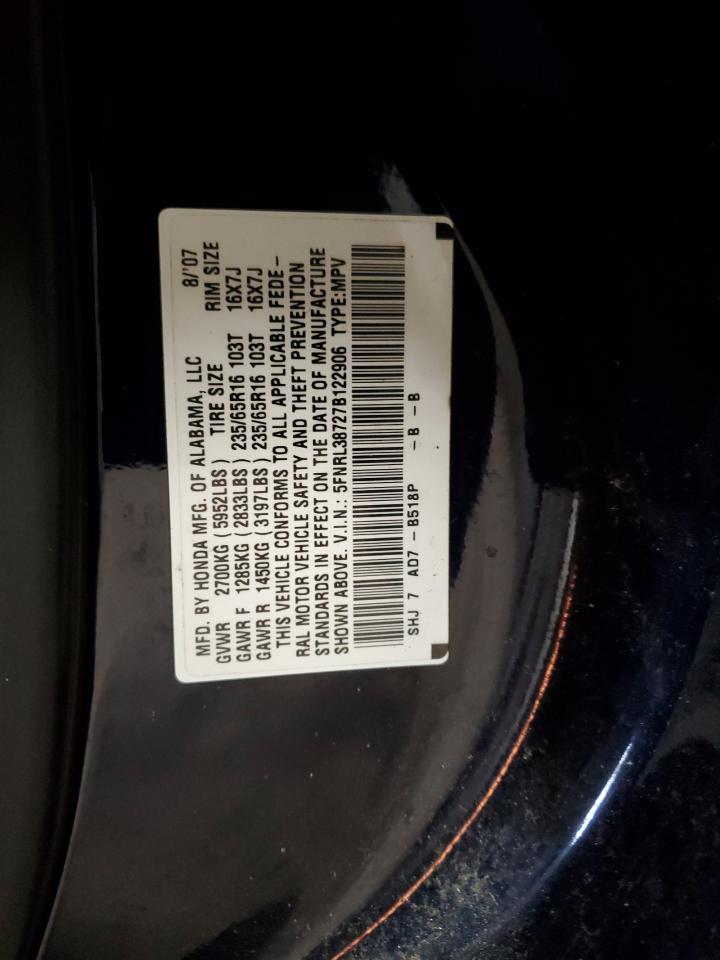 MFD. BY HONDA MFG. OF ALABAMA, LLC 8/'07
GVWR 2700KG (5952LBS) TIRE SIZE RIM SIZE
GAWR F 1285KG (2833LBS) 235/65R16 103T 16X7J
GAWR R 1450KG (3197LBS) 235/65R16 103T 16X7J
THIS VEHICLE CONFORMS TO ALL APPLICABLE FEDE-
RAL MOTOR VEHICLE SAFETY AND THEFT PREVENTION
STANDARDS IN EFFECT ON THE DATE OF MANUFACTURE
SHOWN ABOVE. V.I.N.: 5FNRL38727B122906 TYPE:MPV
SHJ 7 AD7 - B518P - B - B